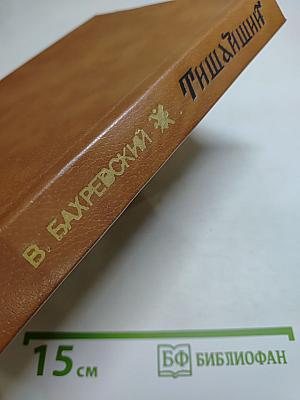 В. БАХРЕВСКИЙ Тишайший
15 см
БФ БИБЛИОФАН